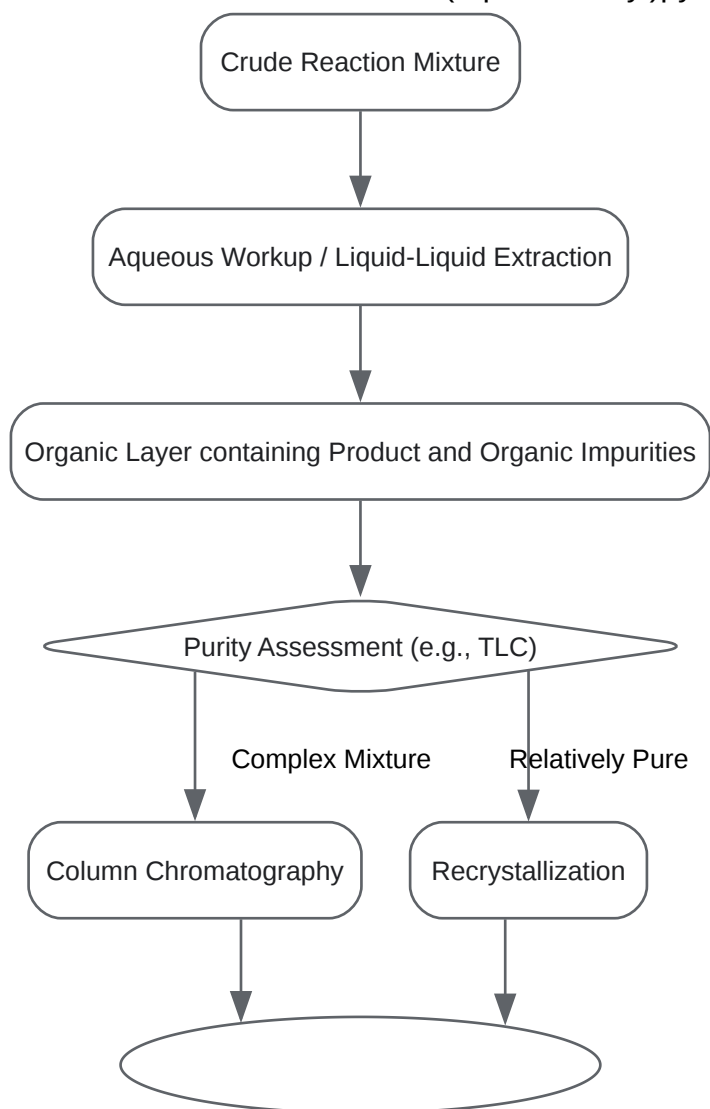 Crude Reaction Mixture
Aqueous Workup / Liquid-Liquid Extraction
Organic Layer containing Product and Organic Impurities
Purity Assessment (e.g., TLC)
Complex Mixture
Relatively Pure
Column Chromatography
Recrystallization